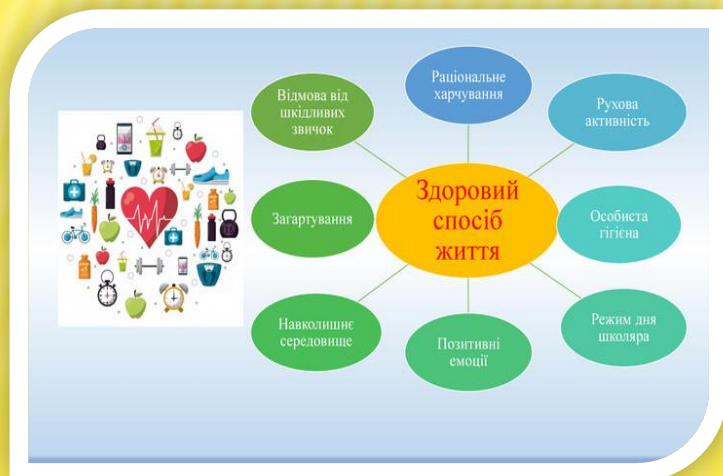 Здоровий
спосіб
життя
Раціональне
харчування
Рухова
активність
Особиста
гігієна
Режим дня
школяра
Позитивні
емоції
Навколишнє
середовище
Загартування
Відмова від
шкідливих
звичок